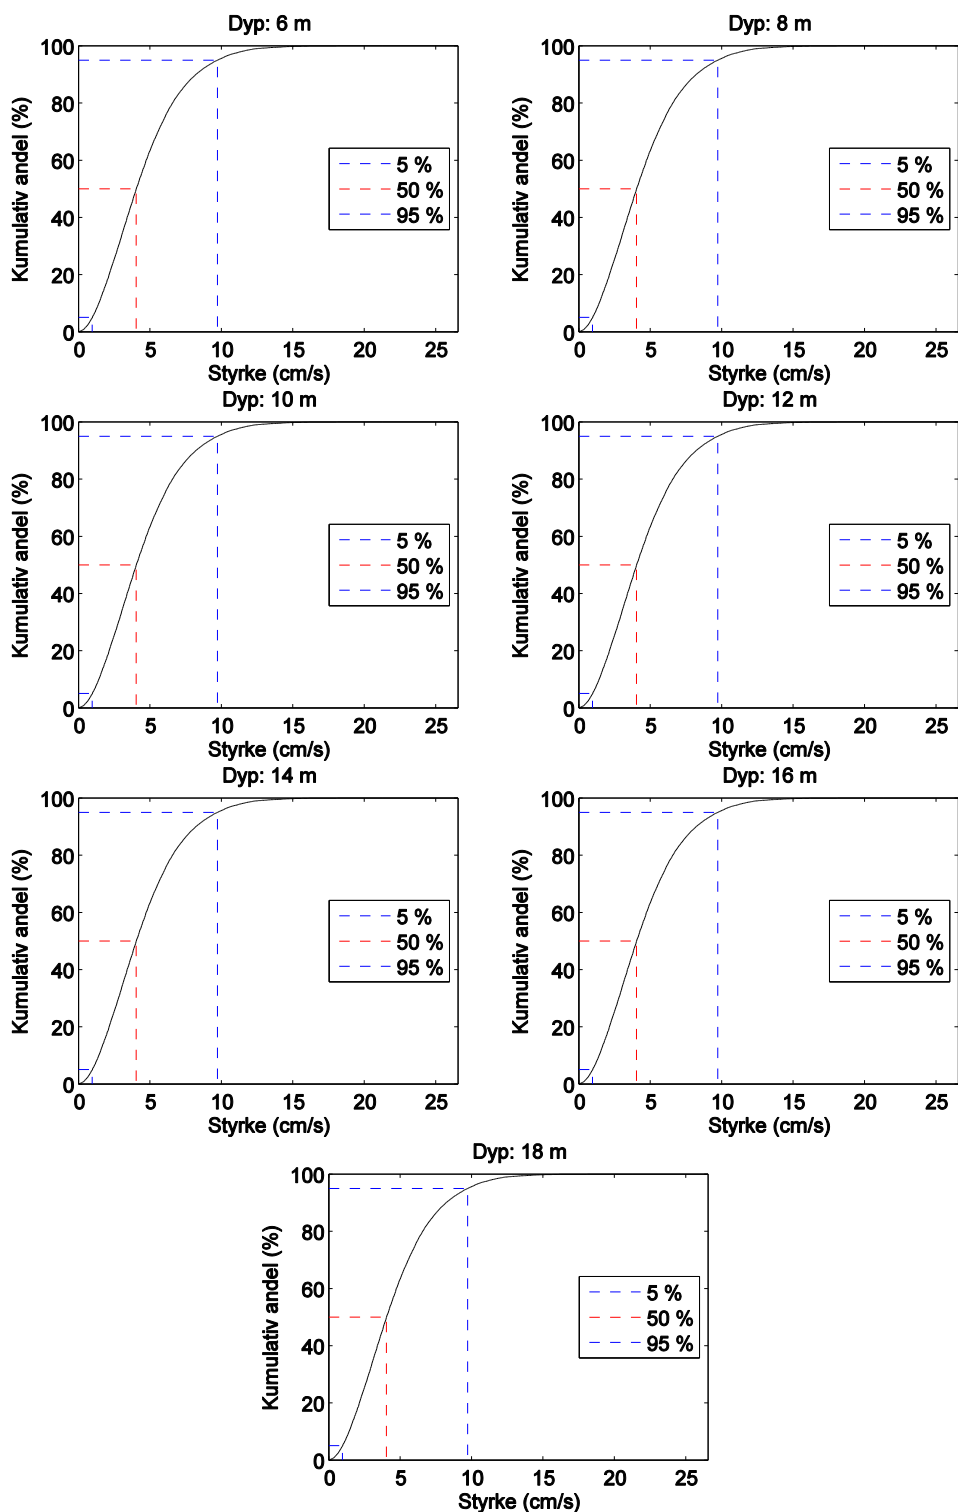 Dyp: 6 m
100
80
60
40
20
0
Kumulativ andel (%)
5 %
50 %
95 %
0 5 10 15 20 25
Styrke (cm/s)
Dyp: 8 m
100
80
60
40
20
0
Kumulativ andel (%)
5 %
50 %
95 %
0 5 10 15 20 25
Styrke (cm/s)
Dyp: 10 m
100
80
60
40
20
0
Kumulativ andel (%)
5 %
50 %
95 %
0 5 10 15 20 25
Styrke (cm/s)
Dyp: 12 m
100
80
60
40
20
0
Kumulativ andel (%)
5 %
50 %
95 %
0 5 10 15 20 25
Styrke (cm/s)
Dyp: 14 m
100
80
60
40
20
0
Kumulativ andel (%)
5 %
50 %
95 %
0 5 10 15 20 25
Styrke (cm/s)
Dyp: 16 m
100
80
60
40
20
0
Kumulativ andel (%)
5 %
50 %
95 %
0 5 10 15 20 25
Styrke (cm/s)
Dyp: 18 m
100
80
60
40
20
0
Kumulativ andel (%)
5 %
50 %
95 %
0 5 10 15 20 25
Styrke (cm/s)